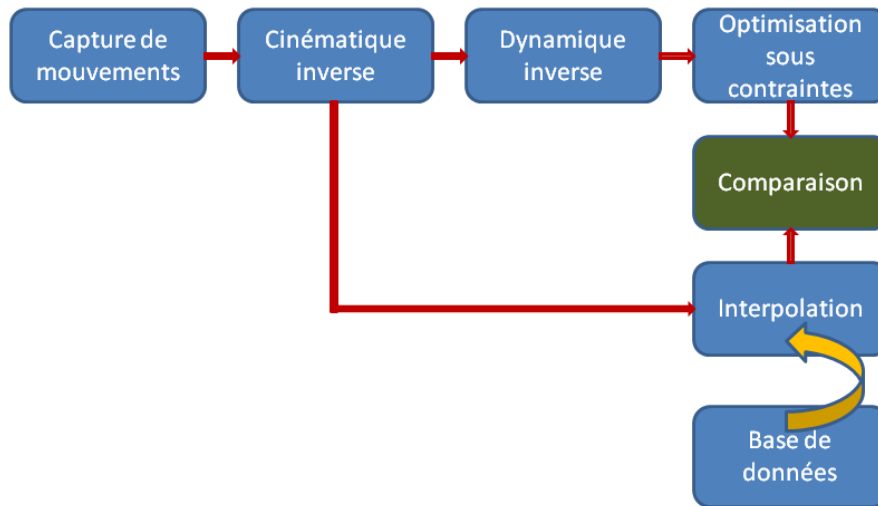 Capture de
mouvements
Cinématique
inverse
Dynamique
inverse
Optimisation
sous
contraintes
Comparaison
Interpolation
Base de
données